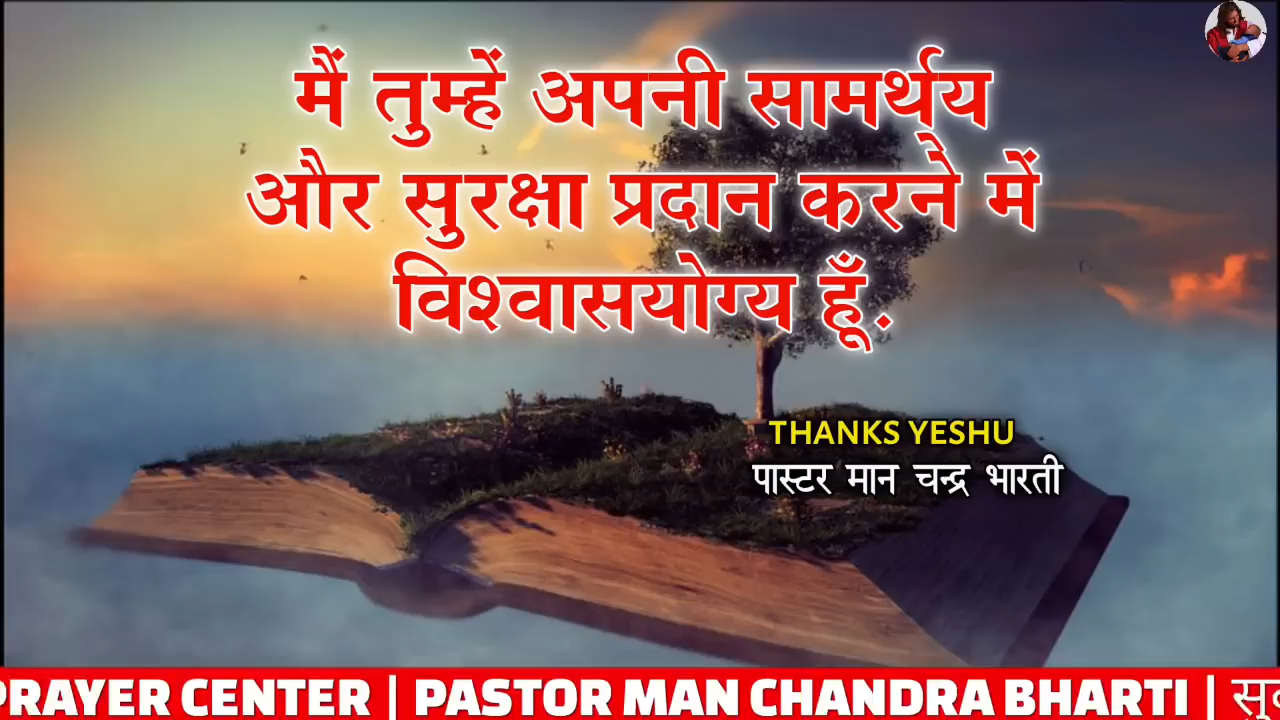 मैं तुम्हें अपनी सामर्थ्य
और सुरक्षा प्रदान करने में
विश्वासयोग्य हूँ.
THANKS YESHU
पास्टर मान चन्द्र भारती
PRAYER CENTER | PASTOR MAN CHANDRA BHARTI |